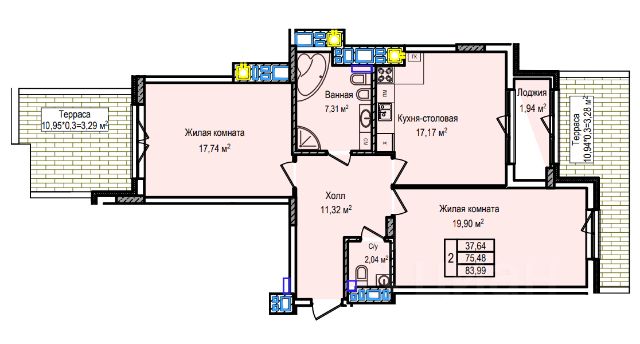 Терраса
10,95*0,3=3,29 м²
Жилая комната
17,74 м²
Ванная
7,31 м²
Кухня-столовая
17,17 м²
Лоджия
1,94 м²
Терраса
10,94*0,3=3,28 м²
Холл
11,32 м²
Жилая комната
19,90 м²
С/у
2,04 м²
2
37,64
75,48
83,99